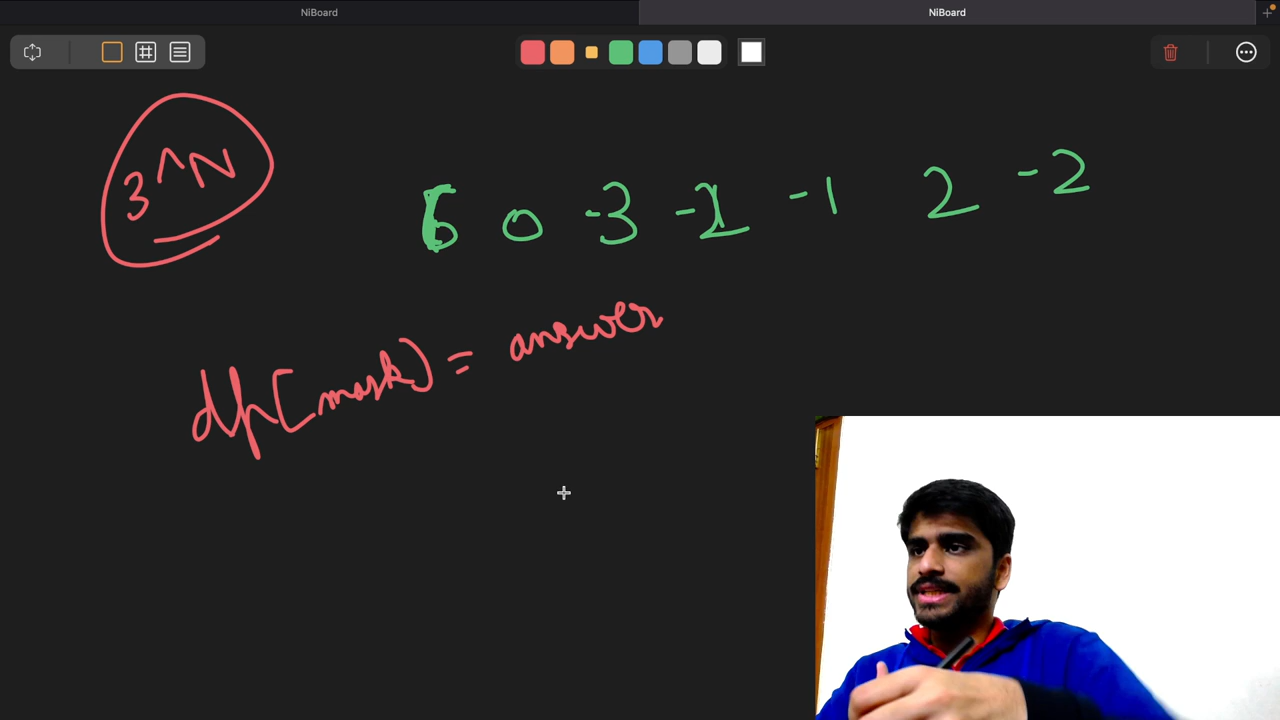 NiBoard NiBoard
3^N
6 0 -3 -2 -1 2 -2
dp[mask] = answer